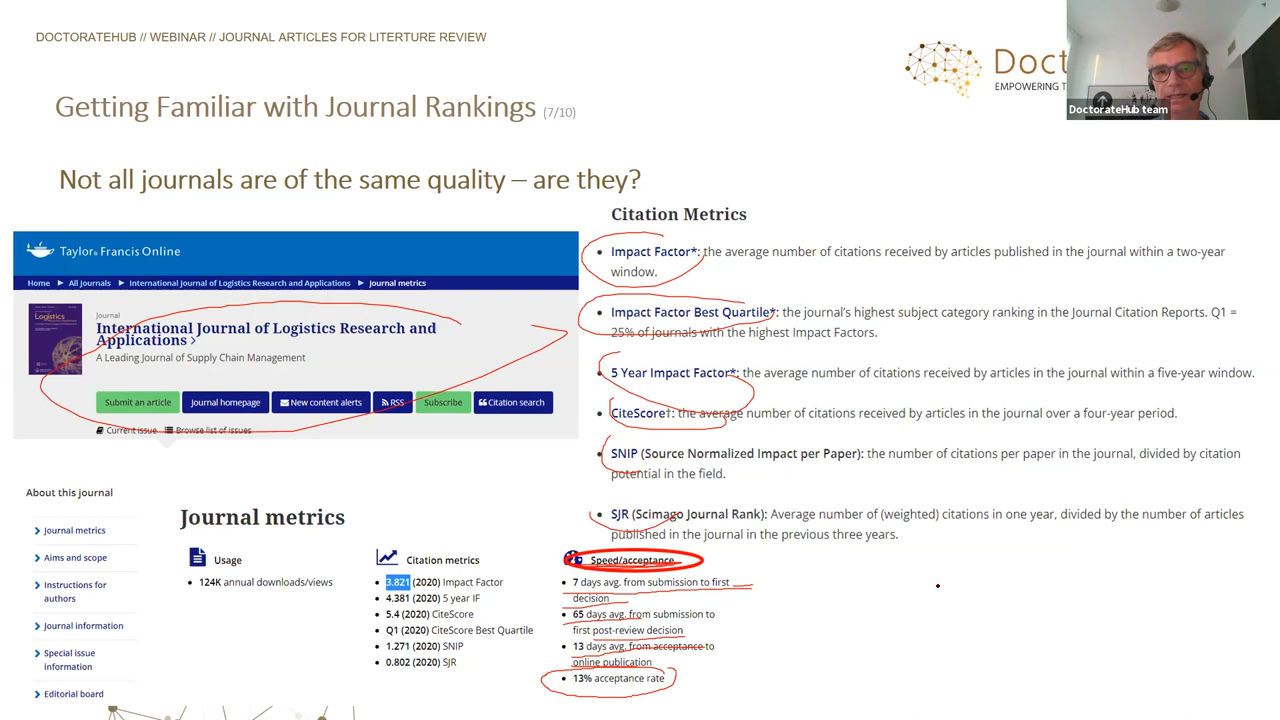 DOCTORATEHUB // WEBINAR // JOURNAL ARTICLES FOR LITERTURE REVIEW
Doct
EMPOWERING T
DoctorateHub team
Getting Familiar with Journal Rankings (7/10)
Not all journals are of the same quality – are they?
Taylor & Francis Online
Home ▶ All Journals ▶ International Journal of Logistics Research and Applications ▶ Journal metrics
Logistics
Journal
International Journal of Logistics Research and
Applications >
A Leading Journal of Supply Chain Management
Submit an article
Journal homepage
New content alerts
RSS
Subscribe
Citation search
Current issue
Browse list of issues
Citation Metrics
• Impact Factor*: the average number of citations received by articles published in the journal within a two-year
window.
• Impact Factor Best Quartile*: the journal's highest subject category ranking in the Journal Citation Reports. Q1 =
25% of journals with the highest Impact Factors.
• 5 Year Impact Factor*: the average number of citations received by articles in the journal within a five-year window.
• CiteScore†: the average number of citations received by articles in the journal over a four-year period.
• SNIP (Source Normalized Impact per Paper): the number of citations per paper in the journal, divided by citation
potential in the field.
• SJR (Scimago Journal Rank): Average number of (weighted) citations in one year, divided by the number of articles
published in the journal in the previous three years.
About this journal
Journal metrics
Aims and scope
Instructions for
authors
Journal information
Special issue
information
Editorial board
Journal metrics
Usage
• 124K annual downloads/views
Citation metrics
• 3.821 (2020) Impact Factor
• 4.381 (2020) 5 year IF
• 5.4 (2020) CiteScore
• Q1 (2020) CiteScore Best Quartile
• 1.271 (2020) SNIP
• 0.802 (2020) SJR
Speed/acceptance
• 7 days avg. from submission to first
decision
• 65 days avg. from submission to
first post-review decision
• 13 days avg. from acceptance to
online publication
• 13% acceptance rate